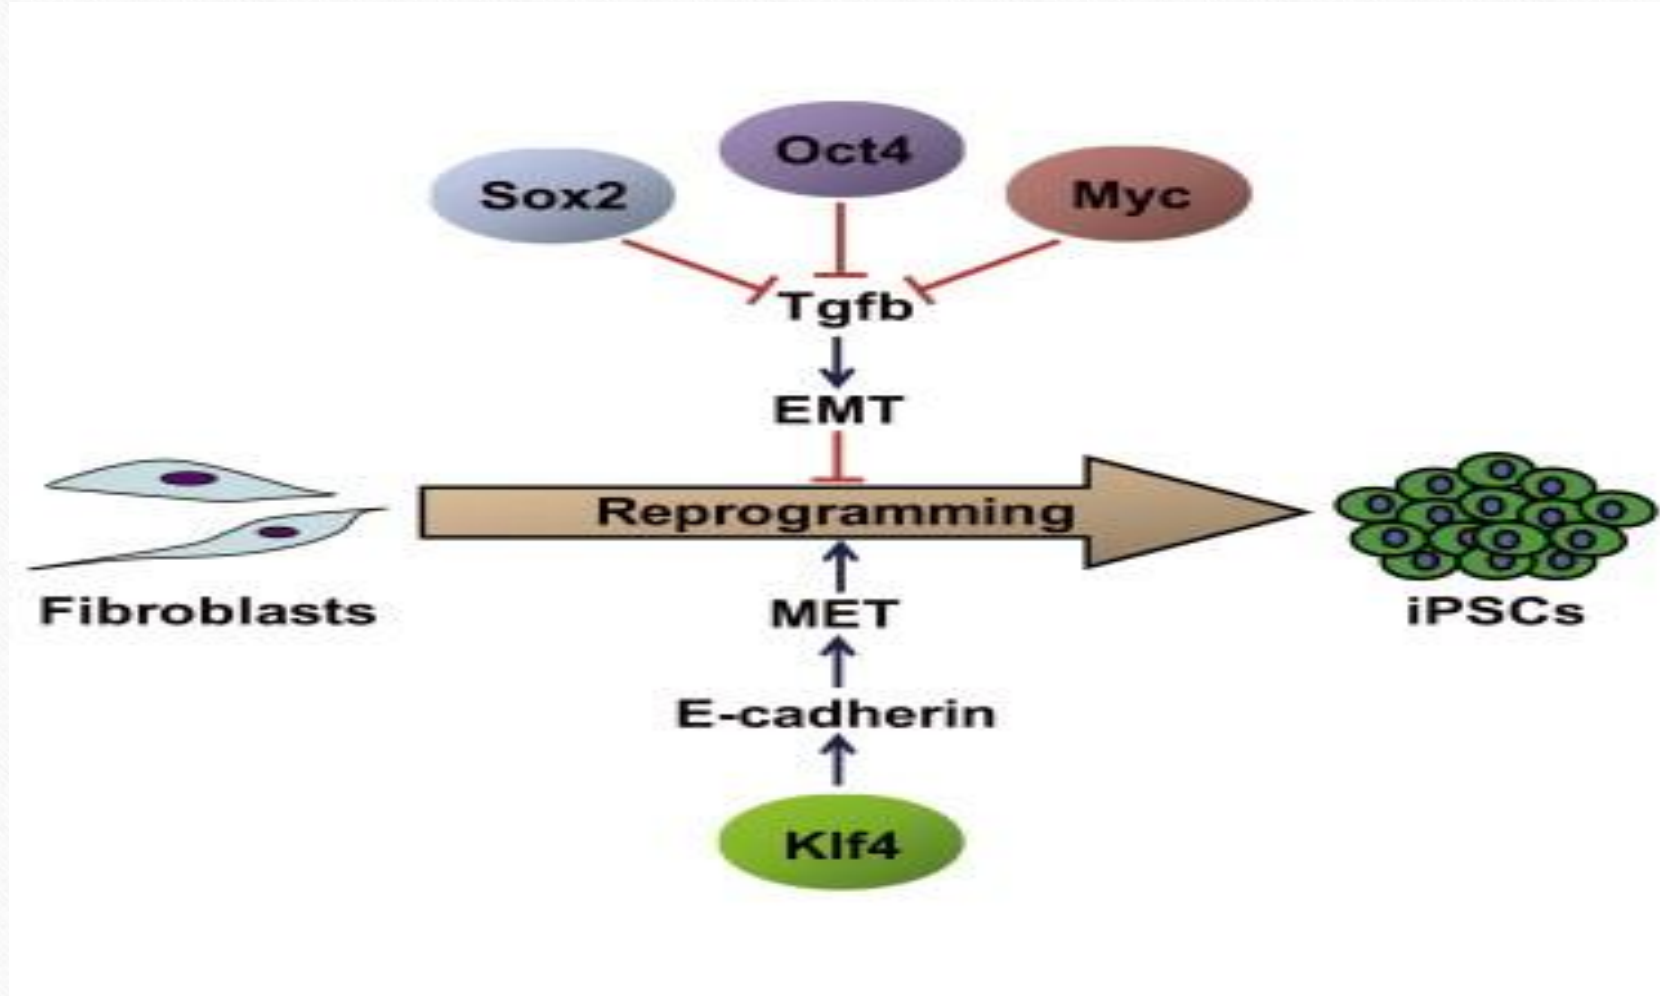 Oct4
Sox2
Myc
Tgfb
EMT
Reprogramming
Fibroblasts
MET
iPSCs
E-cadherin
Klf4